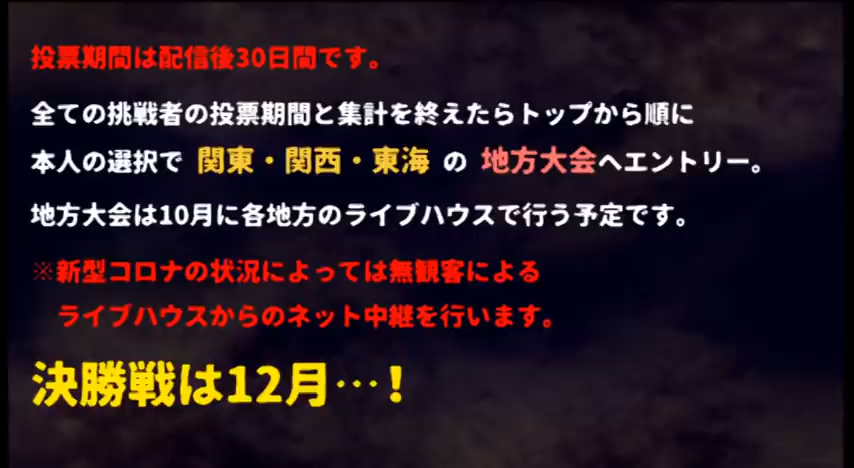 投票期間は配信後30日間です。
全ての挑戦者の投票期間と集計を終えたらトップから順に
本人の選択で 関東・関西・東海 の 地方大会へエントリー。
地方大会は10月に各地方のライブハウスで行う予定です。
※新型コロナの状況によっては無観客による
ライブハウスからのネット中継を行います。
決勝戦は12月…！